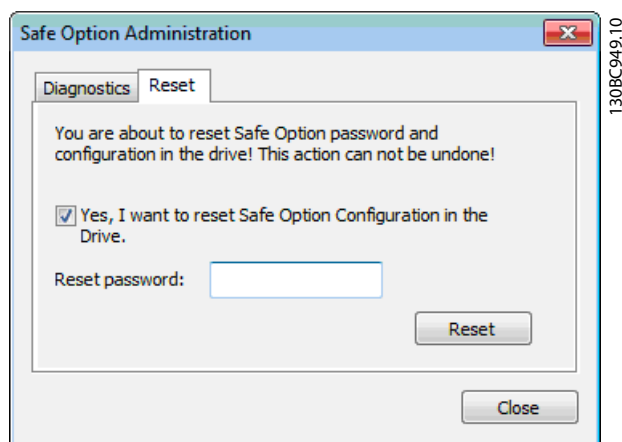 Safe Option Administration
Diagnostics
Reset
You are about to reset Safe Option password and
configuration in the drive! This action can not be undone!
Yes, I want to reset Safe Option Configuration in the
Drive.
Reset password:
Reset
Close
130BC949.10